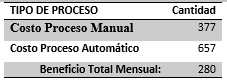 TIPO DE PROCESO Cantidad
Costo Proceso Manual 377
Costo Proceso Automático 657
Beneficio Total Mensual: 280